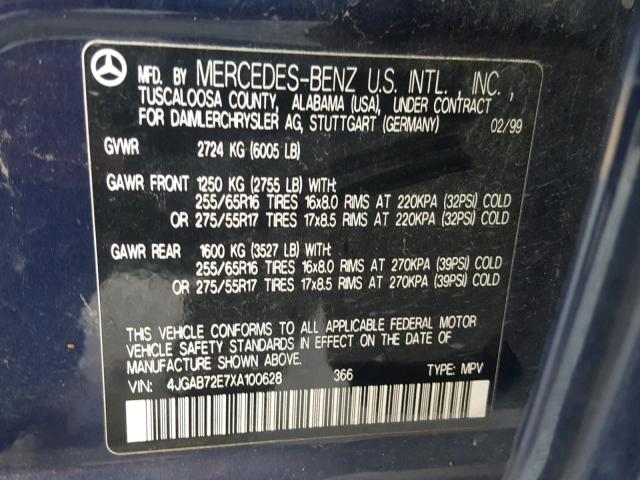 MFD. BY MERCEDES-BENZ U.S. INTL., INC.,
TUSCALOOSA COUNTY, ALABAMA (USA), UNDER CONTRACT
FOR DAIMLERCHRYSLER AG, STUTTGART (GERMANY) 02/99
GVWR 2724 KG (6005 LB)
GAWR FRONT 1250 KG (2755 LB) WITH:
255/65R16 TIRES 16x8.0 RIMS AT 220KPA (32PSI) COLD
OR 275/55R17 TIRES 17x8.5 RIMS AT 220KPA (32PSI) COLD
GAWR REAR 1600 KG (3527 LB) WITH:
255/65R16 TIRES 16x8.0 RIMS AT 270KPA (39PSI) COLD
OR 275/55R17 TIRES 17x8.5 RIMS AT 270KPA (39PSI) COLD
THIS VEHICLE CONFORMS TO ALL APPLICABLE FEDERAL MOTOR
VEHICLE SAFETY STANDARDS IN EFFECT ON THE DATE OF
MANUFACTURE SHOWN ABOVE.
VIN: 4JGAB72E7XA100628 366 TYPE: MPV